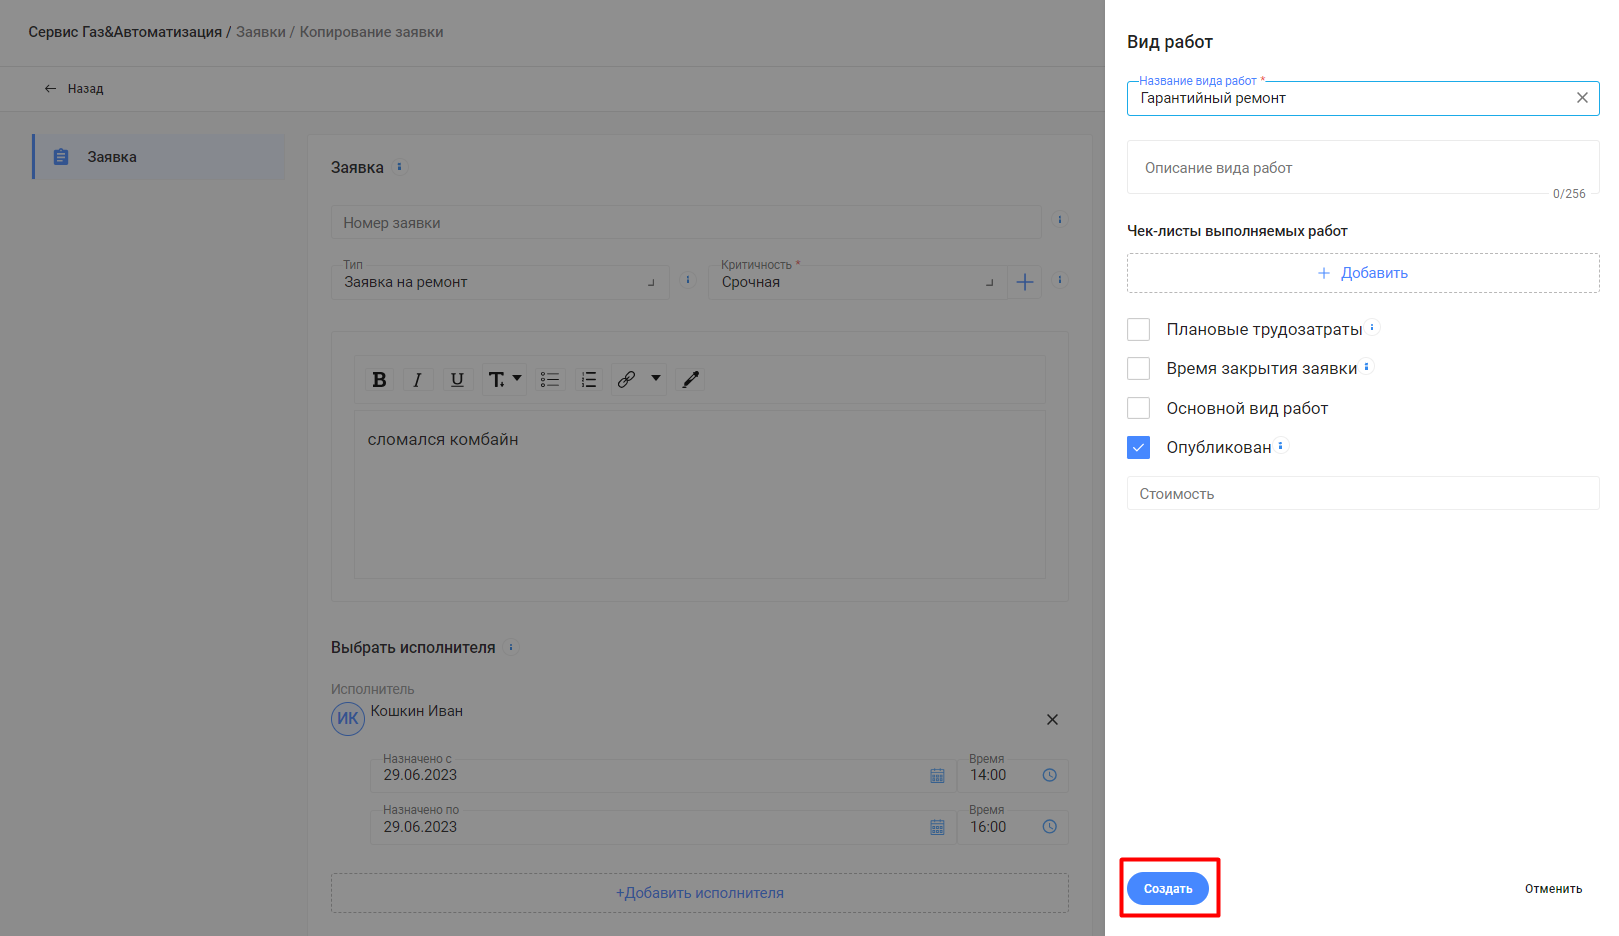 Сервис Газ&Автоматизация / Заявки / Копирование заявки
Назад
Заявка
Заявка
Номер заявки
Тип
Заявка на ремонт
Критичность *
Срочная
B I U T
сломался комбайн
Выбрать исполнителя
Исполнитель
ИК
Кошкин Иван
Назначено с
29.06.2023
Время
14:00
Назначено по
29.06.2023
Время
16:00
+Добавить исполнителя
Вид работ
Название вида работ *
Гарантийный ремонт
Описание вида работ
0/256
Чек-листы выполняемых работ
+ Добавить
Плановые трудозатраты
Время закрытия заявки
Основной вид работ
Опубликован
Стоимость
Создать
Отменить